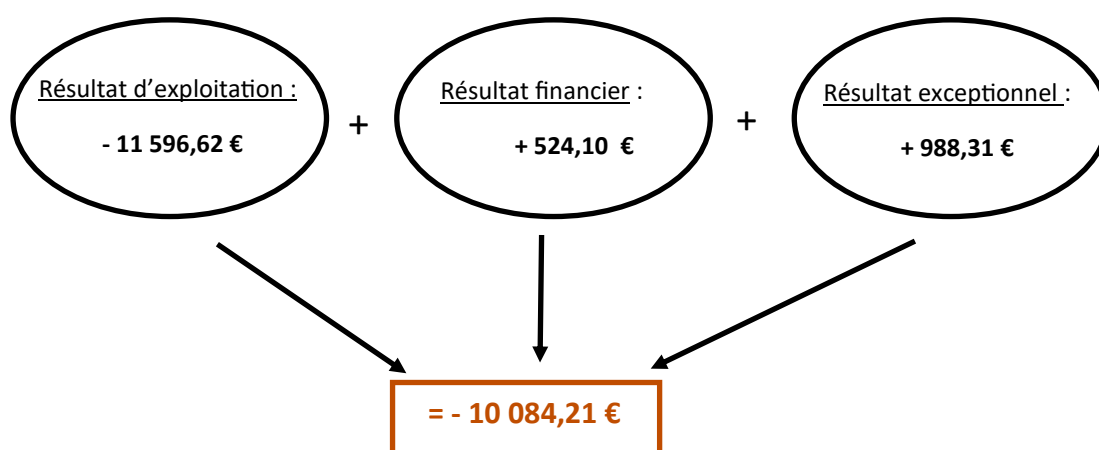 Résultat d'exploitation :
- 11 596,62 €
+
Résultat financier :
+ 524,10 €
+
Résultat exceptionnel :
+ 988,31 €
= - 10 084,21 €